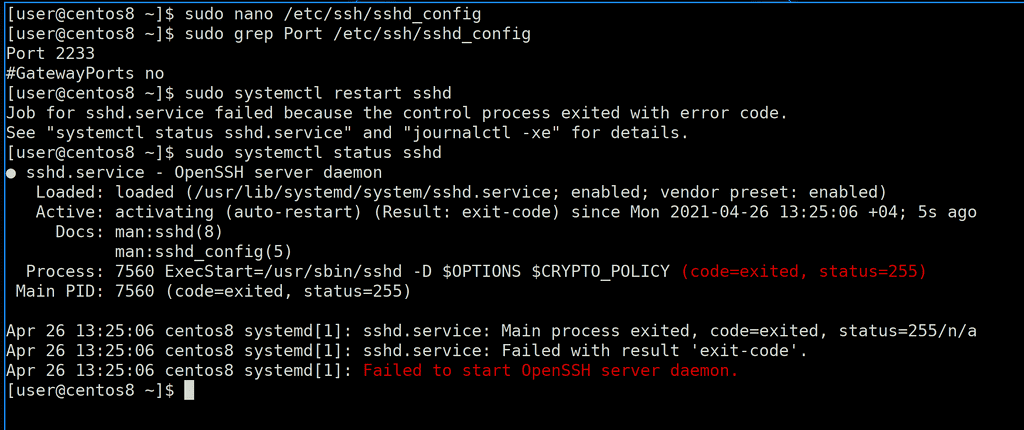 [user@centos8 ~]$ sudo nano /etc/ssh/sshd_config
[user@centos8 ~]$ sudo grep Port /etc/ssh/sshd_config
Port 2233
#GatewayPorts no
[user@centos8 ~]$ sudo systemctl restart sshd
Job for sshd.service failed because the control process exited with error code.
See "systemctl status sshd.service" and "journalctl -xe" for details.
[user@centos8 ~]$ sudo systemctl status sshd
● sshd.service - OpenSSH server daemon
   Loaded: loaded (/usr/lib/systemd/system/sshd.service; enabled; vendor preset: enabled)
   Active: activating (auto-restart) (Result: exit-code) since Mon 2021-04-26 13:25:06 +04; 5s ago
     Docs: man:sshd(8)
           man:sshd_config(5)
  Process: 7560 ExecStart=/usr/sbin/sshd -D $OPTIONS $CRYPTO_POLICY (code=exited, status=255)
 Main PID: 7560 (code=exited, status=255)

Apr 26 13:25:06 centos8 systemd[1]: sshd.service: Main process exited, code=exited, status=255/n/a
Apr 26 13:25:06 centos8 systemd[1]: sshd.service: Failed with result 'exit-code'.
Apr 26 13:25:06 centos8 systemd[1]: Failed to start OpenSSH server daemon.
[user@centos8 ~]$